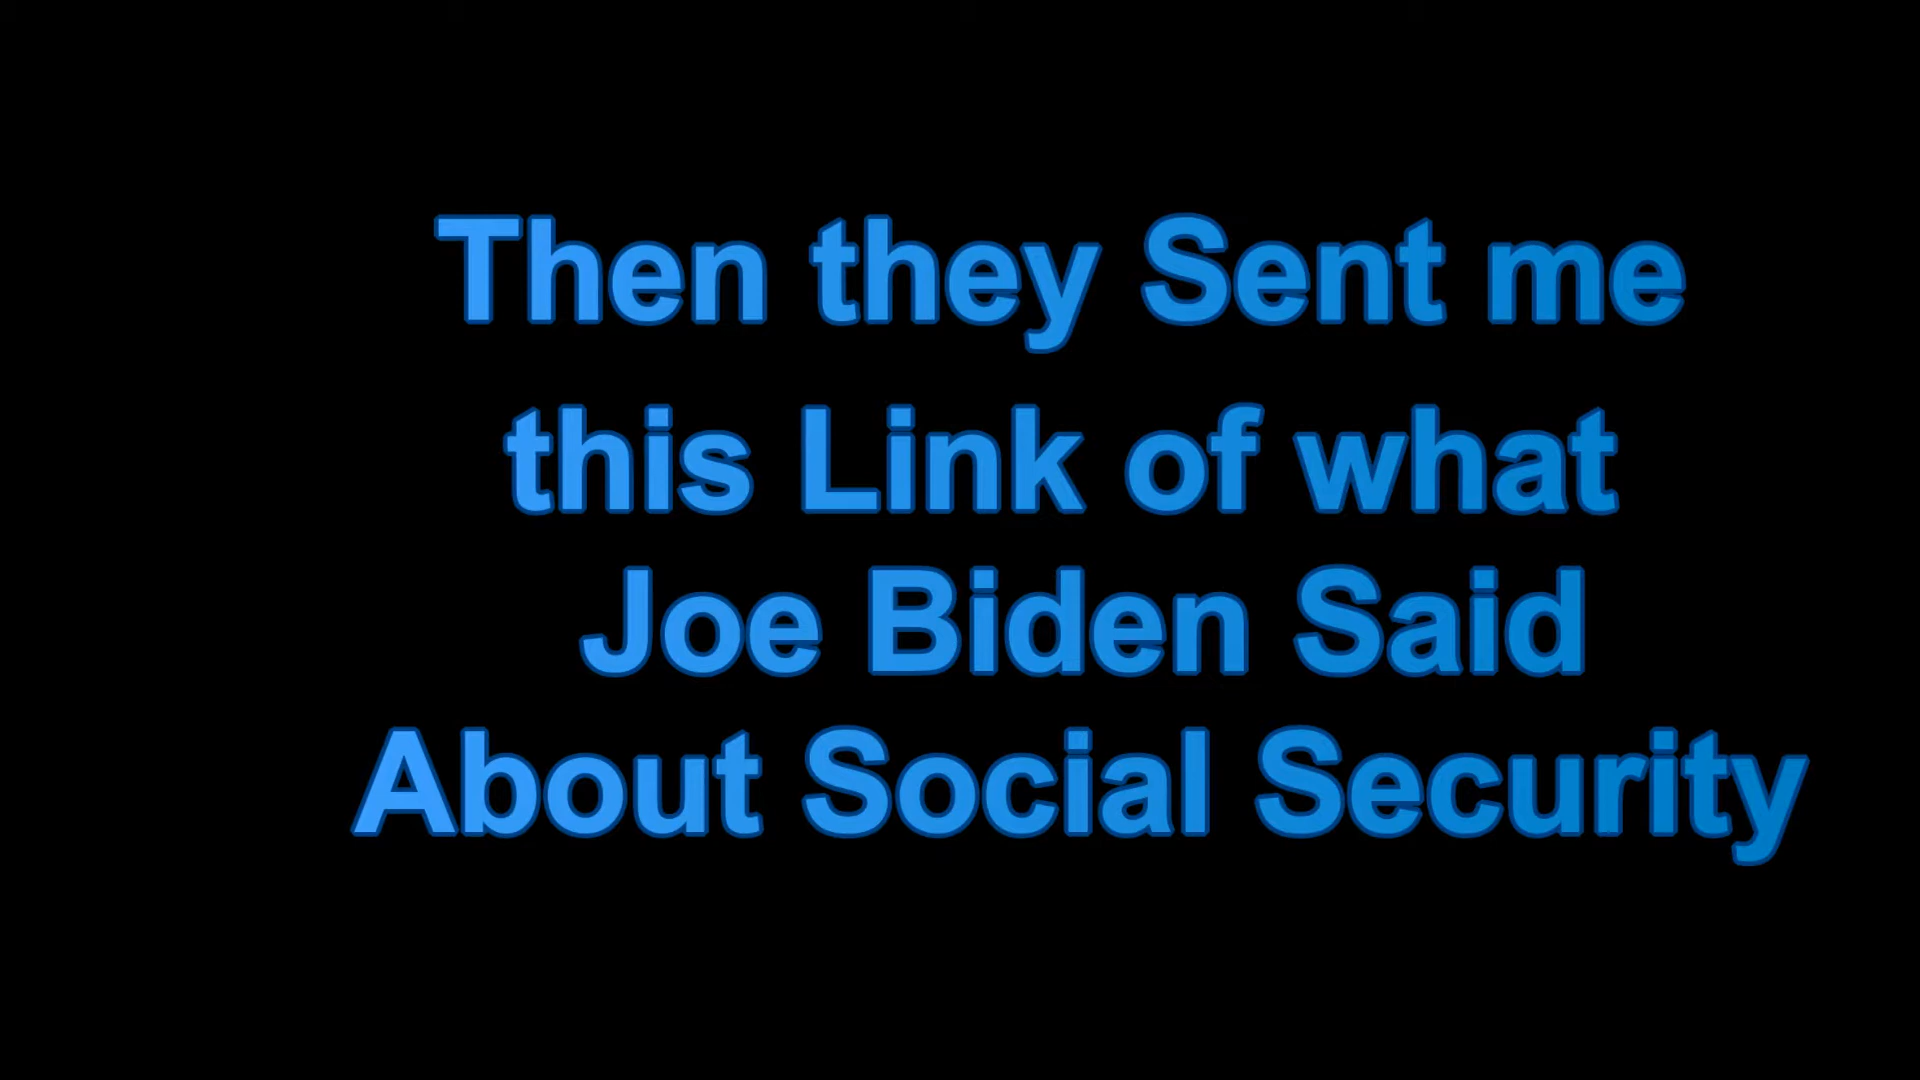 Then they Sent me
this Link of what
Joe Biden Said
About Social Security